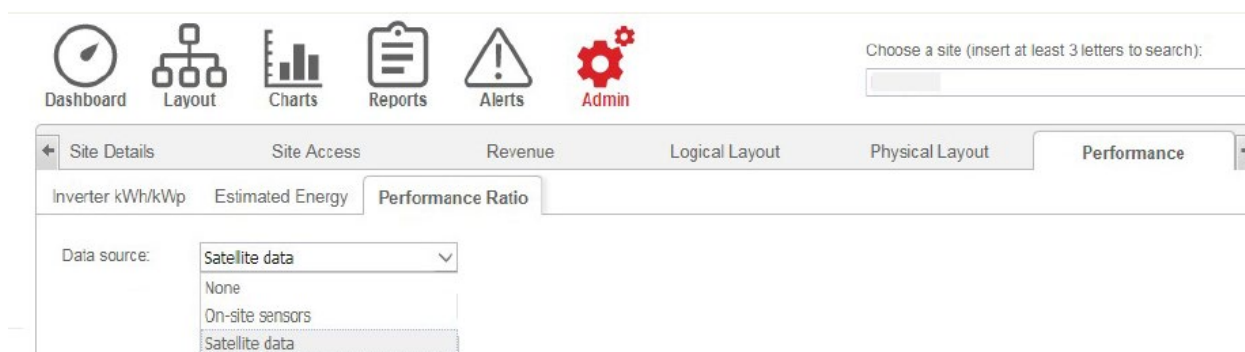 Choose a site (insert at least 3 letters to search):
Dashboard Layout Charts Reports Alerts Admin
Site Details Site Access Revenue Logical Layout Physical Layout Performance
Inverter kWh/kWp Estimated Energy Performance Ratio
Data source: Satellite data
None
On-site sensors
Satellite data